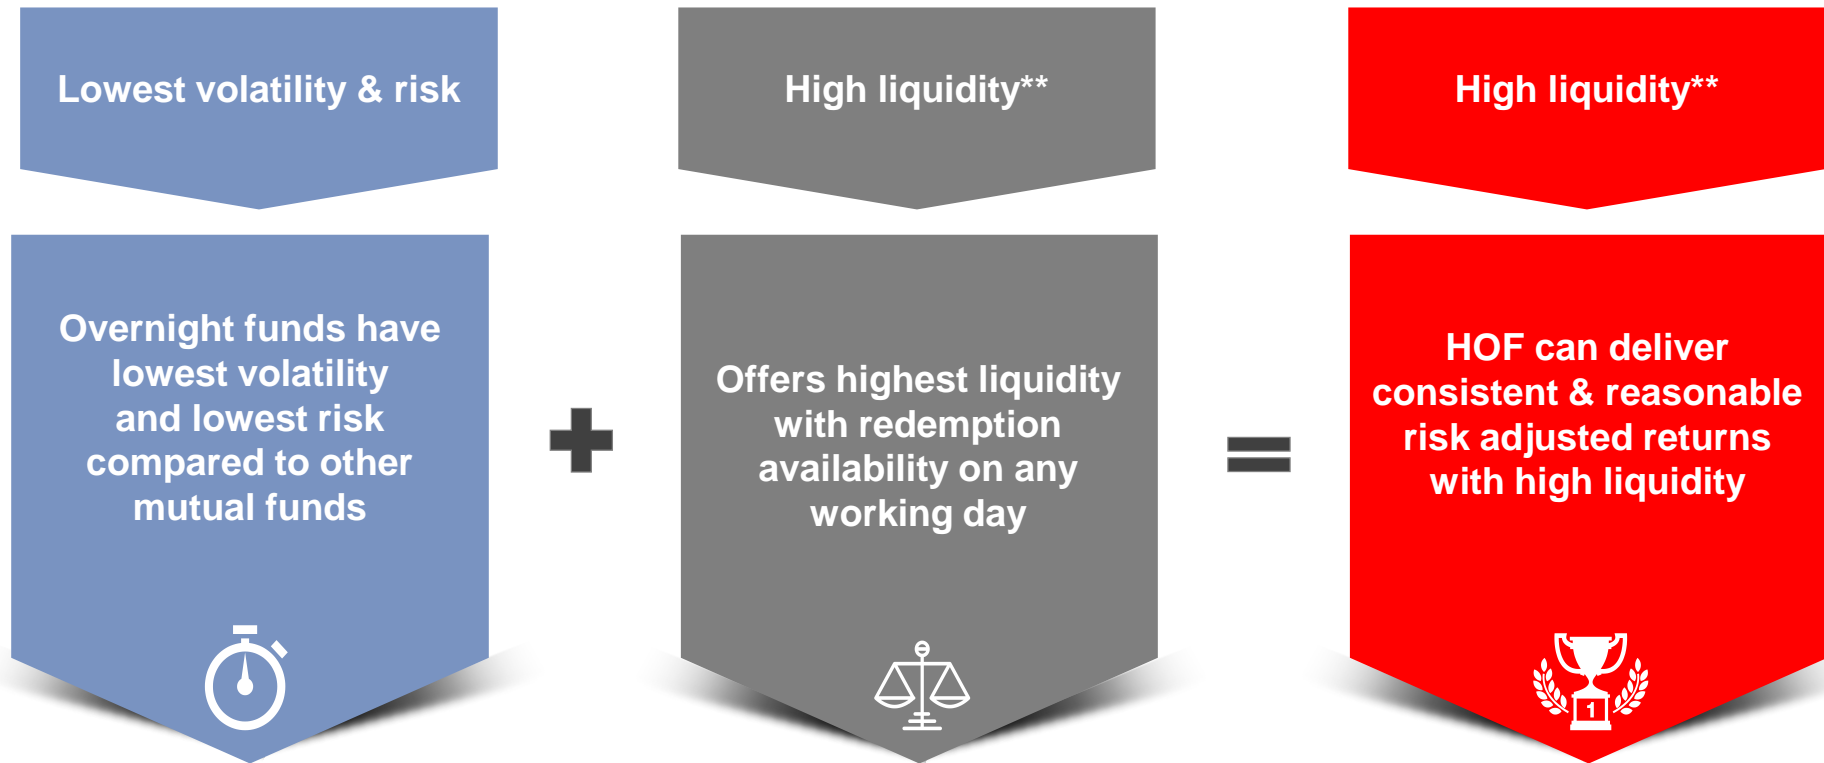 Lowest volatility & risk
High liquidity**
High liquidity**
Overnight funds have
lowest volatility
and lowest risk
compared to other
mutual funds
Offers highest liquidity
with redemption
availability on any
working day
HOF can deliver
consistent & reasonable
risk adjusted returns
with high liquidity
1